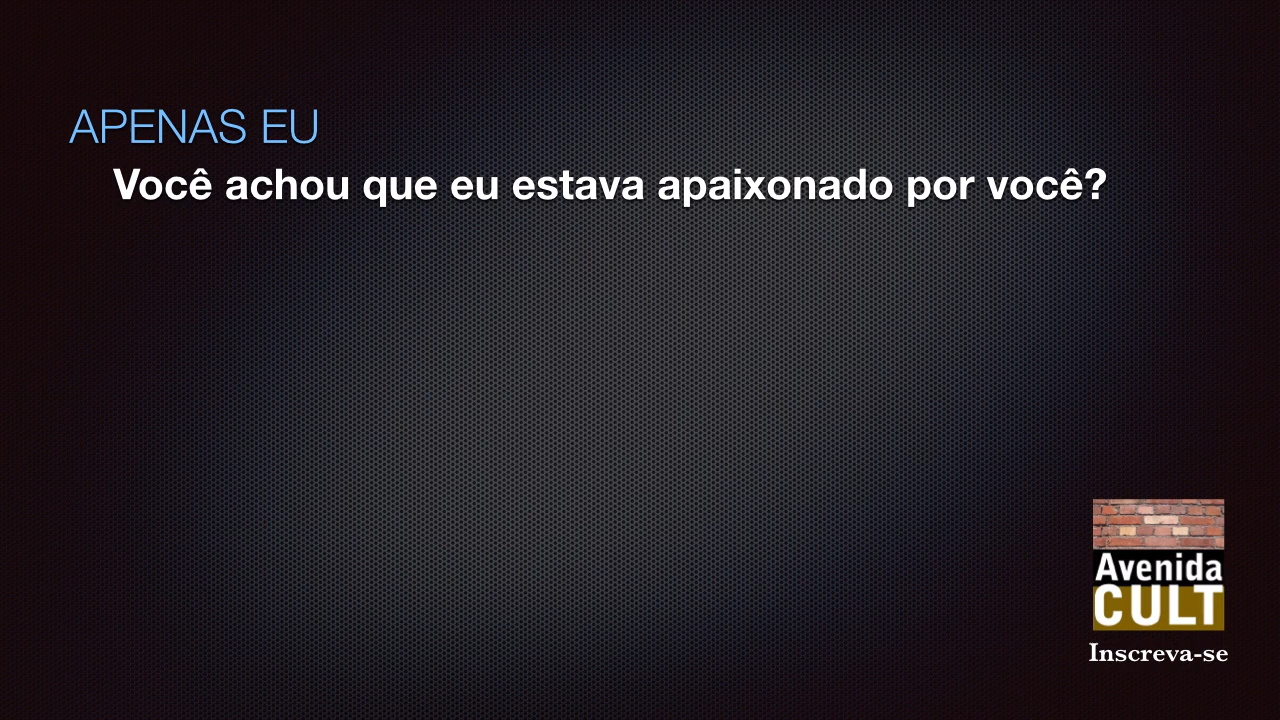 APENAS EU
Você achou que eu estava apaixonado por você?
Avenida
CULT
Inscreva-se